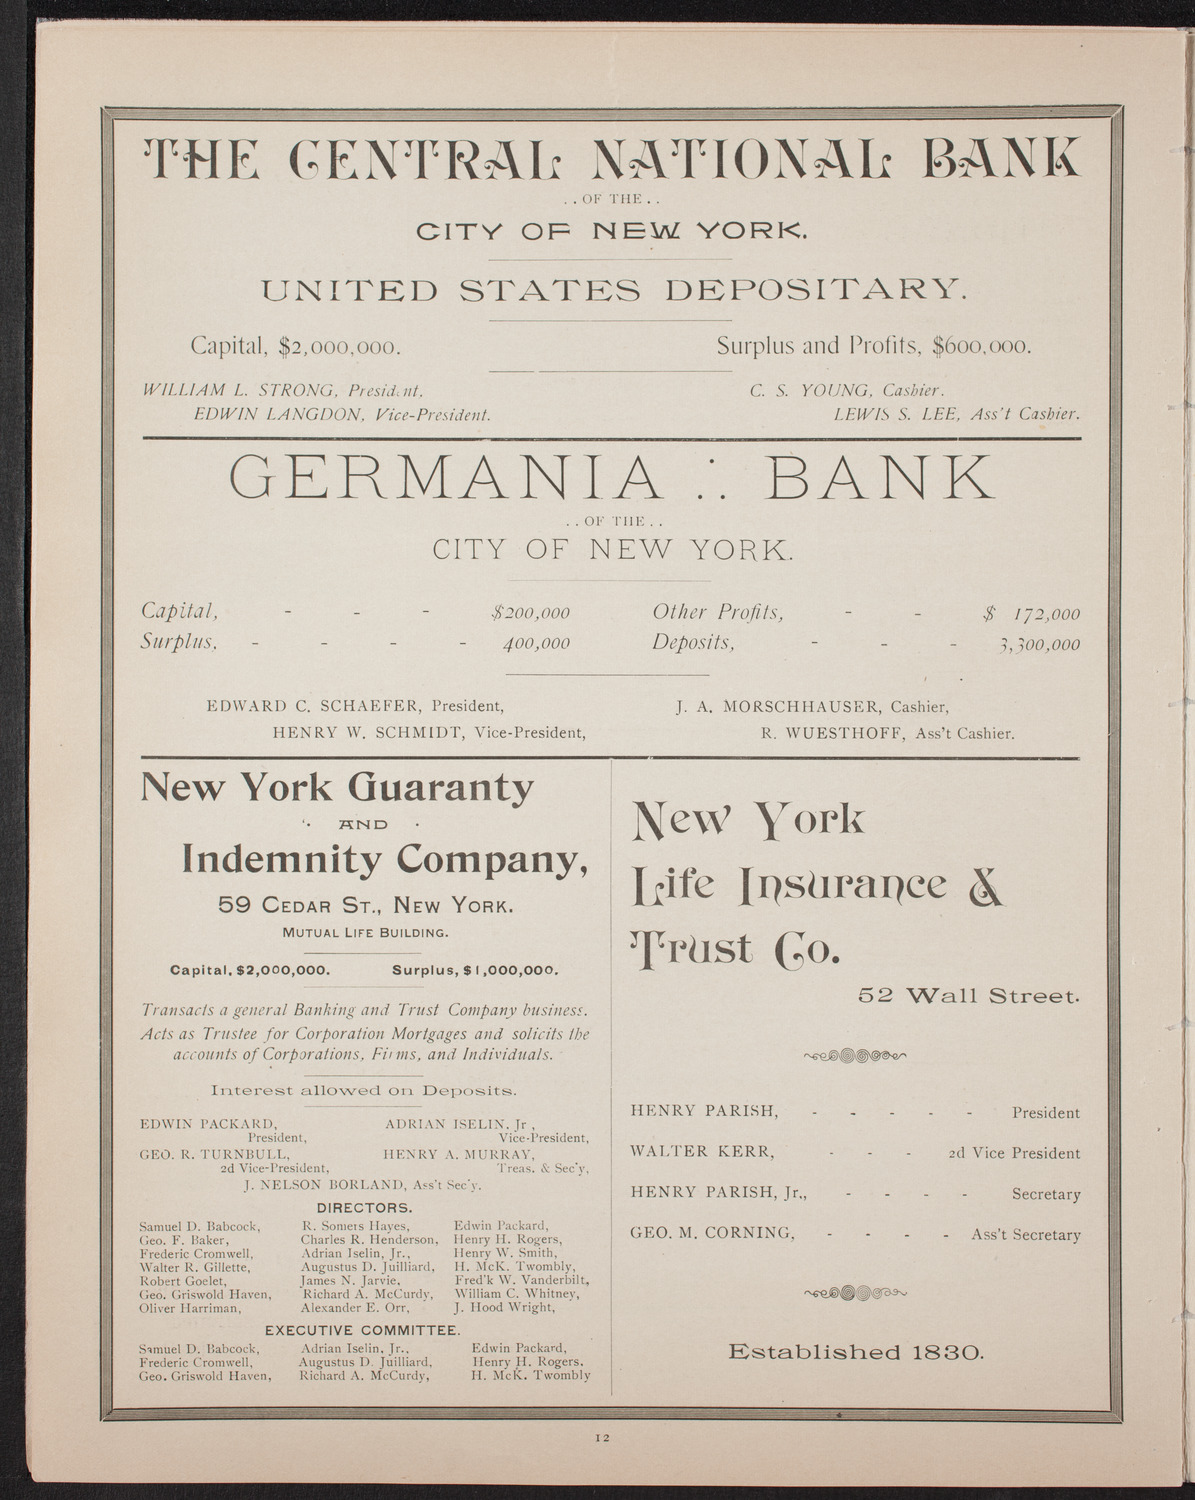 THE CENTRAL NATIONAL BANK
. . OF THE . .
CITY OF NEW YORK.
UNITED STATES DEPOSITARY.
Capital, $2,000,000. Surplus and Profits, $600,000.
WILLIAM L. STRONG, President, C. S. YOUNG, Cashier.
EDWIN LANGDON, Vice-President. LEWIS S. LEE, Ass't Cashier.
GERMANIA BANK
. . OF THE . .
CITY OF NEW YORK.
Capital, - - - $200,000 Other Profits, - - $ 172,000
Surplus, - - - - 400,000 Deposits, - - - 3,300,000
EDWARD C. SCHAEFER, President, J. A. MORSCHHAUSER, Cashier,
HENRY W. SCHMIDT, Vice-President, R. WUESTHOFF, Ass't Cashier.
New York Guaranty
AND
Indemnity Company,
59 CEDAR ST., NEW YORK.
MUTUAL LIFE BUILDING.
Capital, $2,000,000. Surplus, $1,000,000.
Transacts a general Banking and Trust Company business.
Acts as Trustee for Corporation Mortgages and solicits the
accounts of Corporations, Firms, and Individuals.
Interest allowed on Deposits.
EDWIN PACKARD, ADRIAN ISELIN, Jr ,
President, Vice-President,
GEO. R. TURNBULL, HENRY A. MURRAY,
2d Vice-President, Treas. & Sec'y,
J. NELSON BORLAND, Ass't Sec'y.
DIRECTORS.
Samuel D. Babcock, R. Somers Hayes, Edwin Packard,
Geo. F. Baker, Charles R. Henderson, Henry H. Rogers,
Frederic Cromwell, Adrian Iselin, Jr., Henry W. Smith,
Walter R. Gillette, Augustus D. Juilliard, H. McK. Twombly,
Robert Goelet, James N. Jarvie, Fred'k W. Vanderbilt,
Geo. Griswold Haven, Richard A. McCurdy, William C. Whitney,
Oliver Harriman, Alexander E. Orr, J. Hood Wright,
EXECUTIVE COMMITTEE.
Samuel D. Babcock, Adrian Iselin, Jr., Edwin Packard,
Frederic Cromwell, Augustus D. Juilliard, Henry H. Rogers,
Geo. Griswold Haven, Richard A. McCurdy, H. McK. Twombly
New York
Life Insurance &
Trust Co.
52 Wall Street.
HENRY PARISH, - - - - - President
WALTER KERR, - - - 2d Vice President
HENRY PARISH, Jr., - - - - Secretary
GEO. M. CORNING, - - - - Ass't Secretary
Established 1830.
12